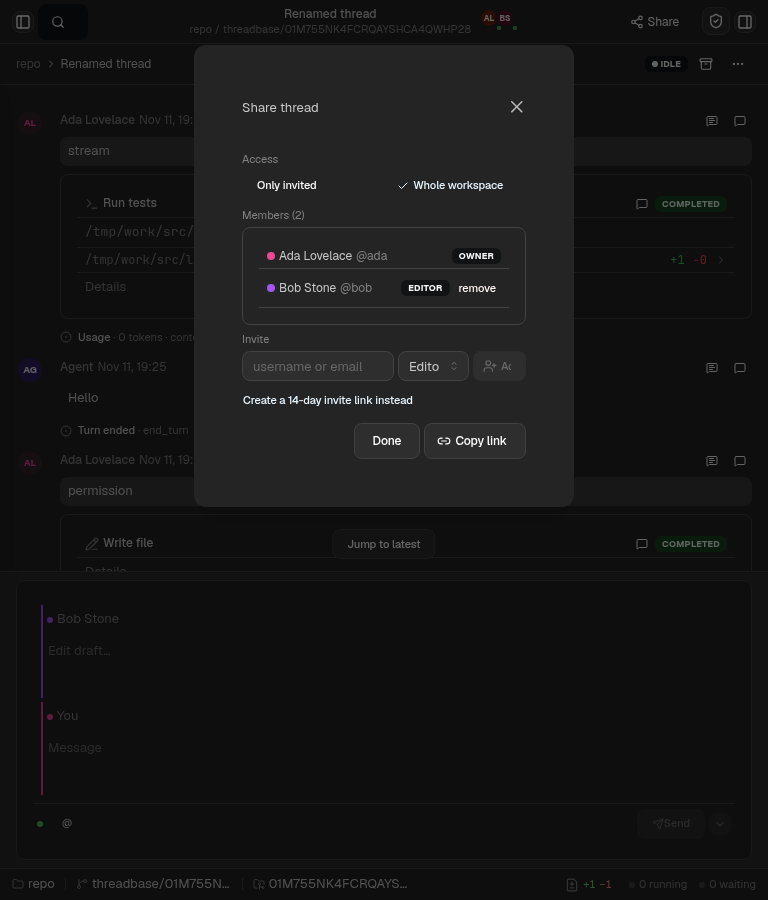 Renamed thread
repo / threadbase/01M755NK4FCRQAYSHCA4QWHP28
AL BS
Share
repo > Renamed thread
IDLE
AL
Ada Lovelace Nov 11, 19:
stream
Run tests
COMPLETED
/tmp/work/src/
/tmp/work/src/l
+1 -0
Details
Usage · 0 tokens · cont
AG
Agent Nov 11, 19:25
Hello
Turn ended · end_turn
AL
Ada Lovelace Nov 11, 19:
permission
Write file
COMPLETED
Details
Jump to latest
Share thread
Access
Only invited
Whole workspace
Members (2)
Ada Lovelace @ada
OWNER
Bob Stone @bob
EDITOR remove
Invite
username or email
Edito
Create a 14-day invite link instead
Done
Copy link
Bob Stone
Edit draft...
You
Message
@
Send
repo
threadbase/01M755N...
01M755NK4FCRQAYS...
+1 −1
0 running
0 waiting